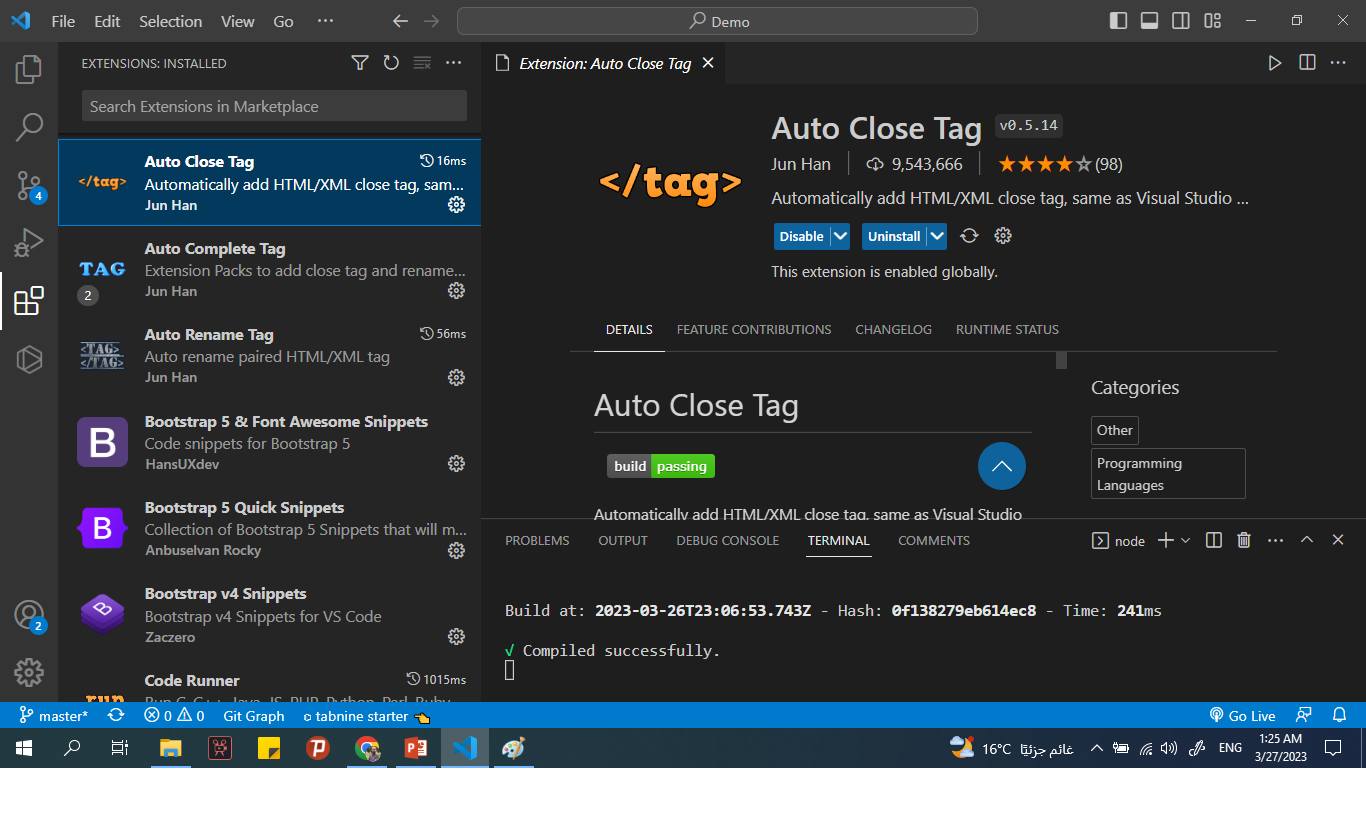 File Edit Selection View Go ··· Demo
EXTENSIONS: INSTALLED
Search Extensions in Marketplace
</tag>
Auto Close Tag 16ms
Automatically add HTML/XML close tag, sam...
Jun Han
TAG
2
Auto Complete Tag
Extension Packs to add close tag and rename...
Jun Han
<TAG>
</TAG>
Auto Rename Tag 56ms
Auto rename paired HTML/XML tag
Jun Han
B
Bootstrap 5 & Font Awesome Snippets
Code snippets for Bootstrap 5
HansUXdev
B
Bootstrap 5 Quick Snippets
Collection of Bootstrap 5 Snippets that will m...
Anbuselvan Rocky
B
Bootstrap v4 Snippets
Bootstrap v4 Snippets for VS Code
Zaczero
run
Code Runner 1015ms
Run C, C++, Java, JS, PHP, Python, Perl, Ruby,
4
2
Extension: Auto Close Tag
</tag>
Auto Close Tag v0.5.14
Jun Han 9,543,666 ★★★★☆(98)
Automatically add HTML/XML close tag, same as Visual Studio ...
Disable Uninstall
This extension is enabled globally.
DETAILS FEATURE CONTRIBUTIONS CHANGELOG RUNTIME STATUS
Auto Close Tag
build passing
Automatically add HTML/XML close tag, same as Visual Studio
Categories
Other
Programming
Languages
PROBLEMS OUTPUT DEBUG CONSOLE TERMINAL COMMENTS node
Build at: 2023-03-26T23:06:53.743Z - Hash: 0f138279eb614ec8 - Time: 241ms
√ Compiled successfully.
master* 0 0 Git Graph tabnine starter Go Live
16°C غائم جزئيًا ENG 1:25 AM
3/27/2023